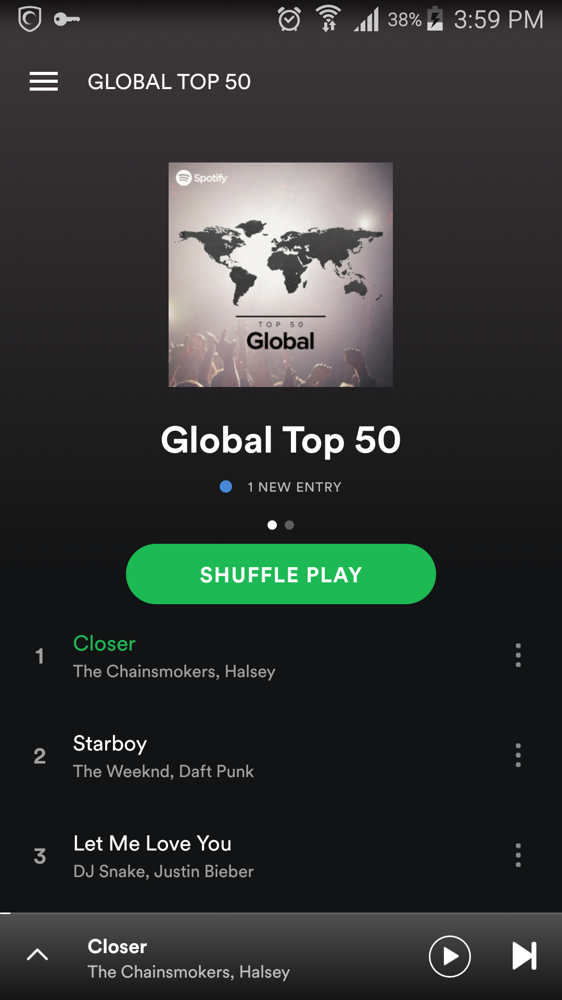 38% 3:59 PM
GLOBAL TOP 50
Spotify
TOP 50
Global
Global Top 50
1 NEW ENTRY
SHUFFLE PLAY
1
Closer
The Chainsmokers, Halsey
2
Starboy
The Weeknd, Daft Punk
3
Let Me Love You
DJ Snake, Justin Bieber
Closer
The Chainsmokers, Halsey